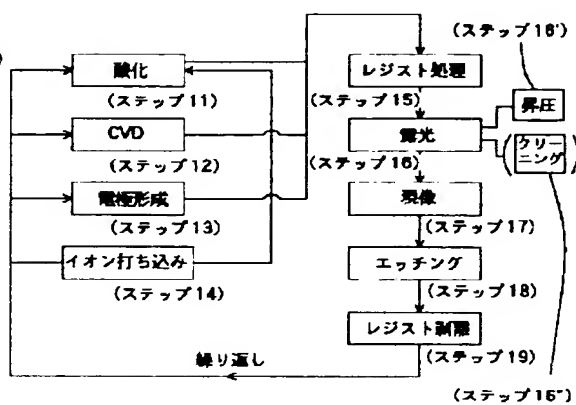 酸化
(ステップ11)
CVD
(ステップ12)
電極形成
(ステップ13)
イオン打ち込み
(ステップ14)
繰り返し
レジスト処理
(ステップ15)
露光
(ステップ16)
現像
(ステップ17)
エッチング
(ステップ18)
レジスト剥離
(ステップ19)
(ステップ16')
昇圧
(クリー
ニング)
(ステップ16")